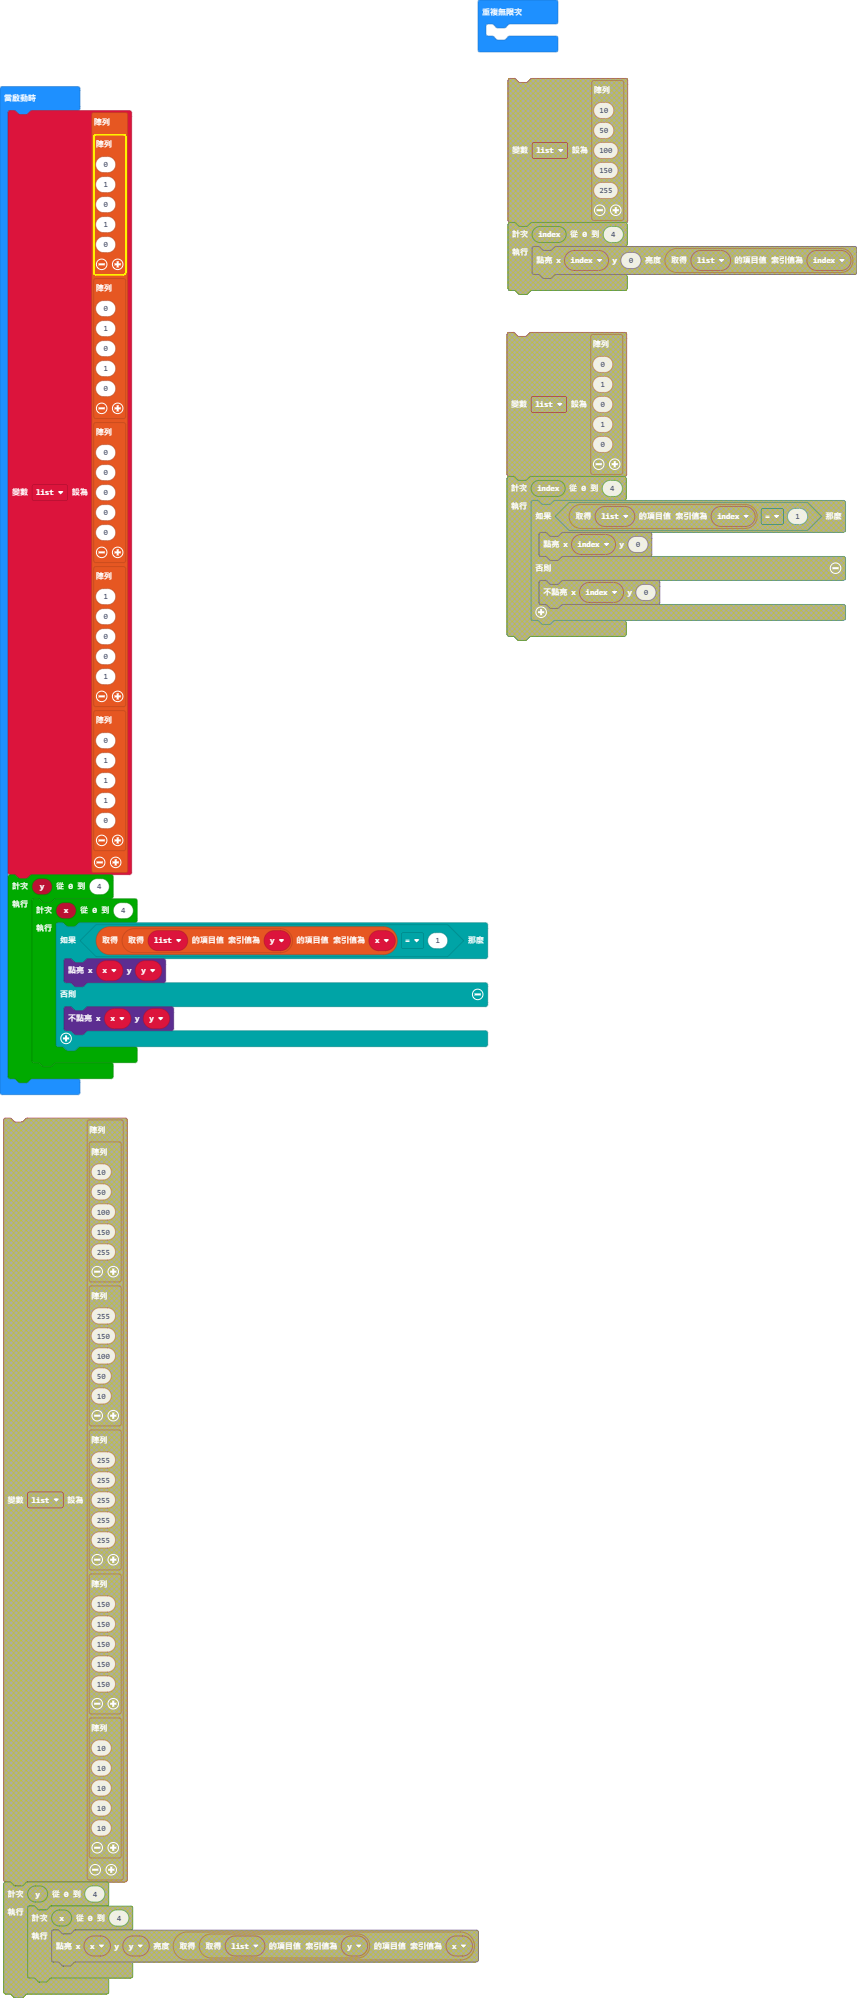 重複無限次
陣列
10
50
變數 list 設為 100
150
255
計次 index 從 0 到 4
執行
點亮 x index y 0 亮度 取得 list 的項目值 索引值為 index
陣列
0
1
變數 list 設為 0
1
0
計次 index 從 0 到 4
執行
如果 取得 list 的項目值 索引值為 index = 1 那麼
點亮 x index y 0
否則
不點亮 x index y 0
當啟動時
陣列
陣列
0
1
0
1
0
陣列
0
1
0
1
0
陣列
0
0
變數 list 設為 0
0
0
陣列
1
0
0
0
1
陣列
0
1
1
1
0
計次 y 從 0 到 4
執行
計次 x 從 0 到 4
執行
如果 取得 取得 list 的項目值 索引值為 y 的項目值 索引值為 x = 1 那麼
點亮 x x y y
否則
不點亮 x x y y
陣列
陣列
10
50
100
150
255
陣列
255
150
100
50
10
陣列
255
255
變數 list 設為 255
255
255
陣列
150
150
150
150
150
陣列
10
10
10
10
10
計次 y 從 0 到 4
執行
計次 x 從 0 到 4
執行
點亮 x x y y 亮度 取得 取得 list 的項目值 索引值為 y 的項目值 索引值為 x